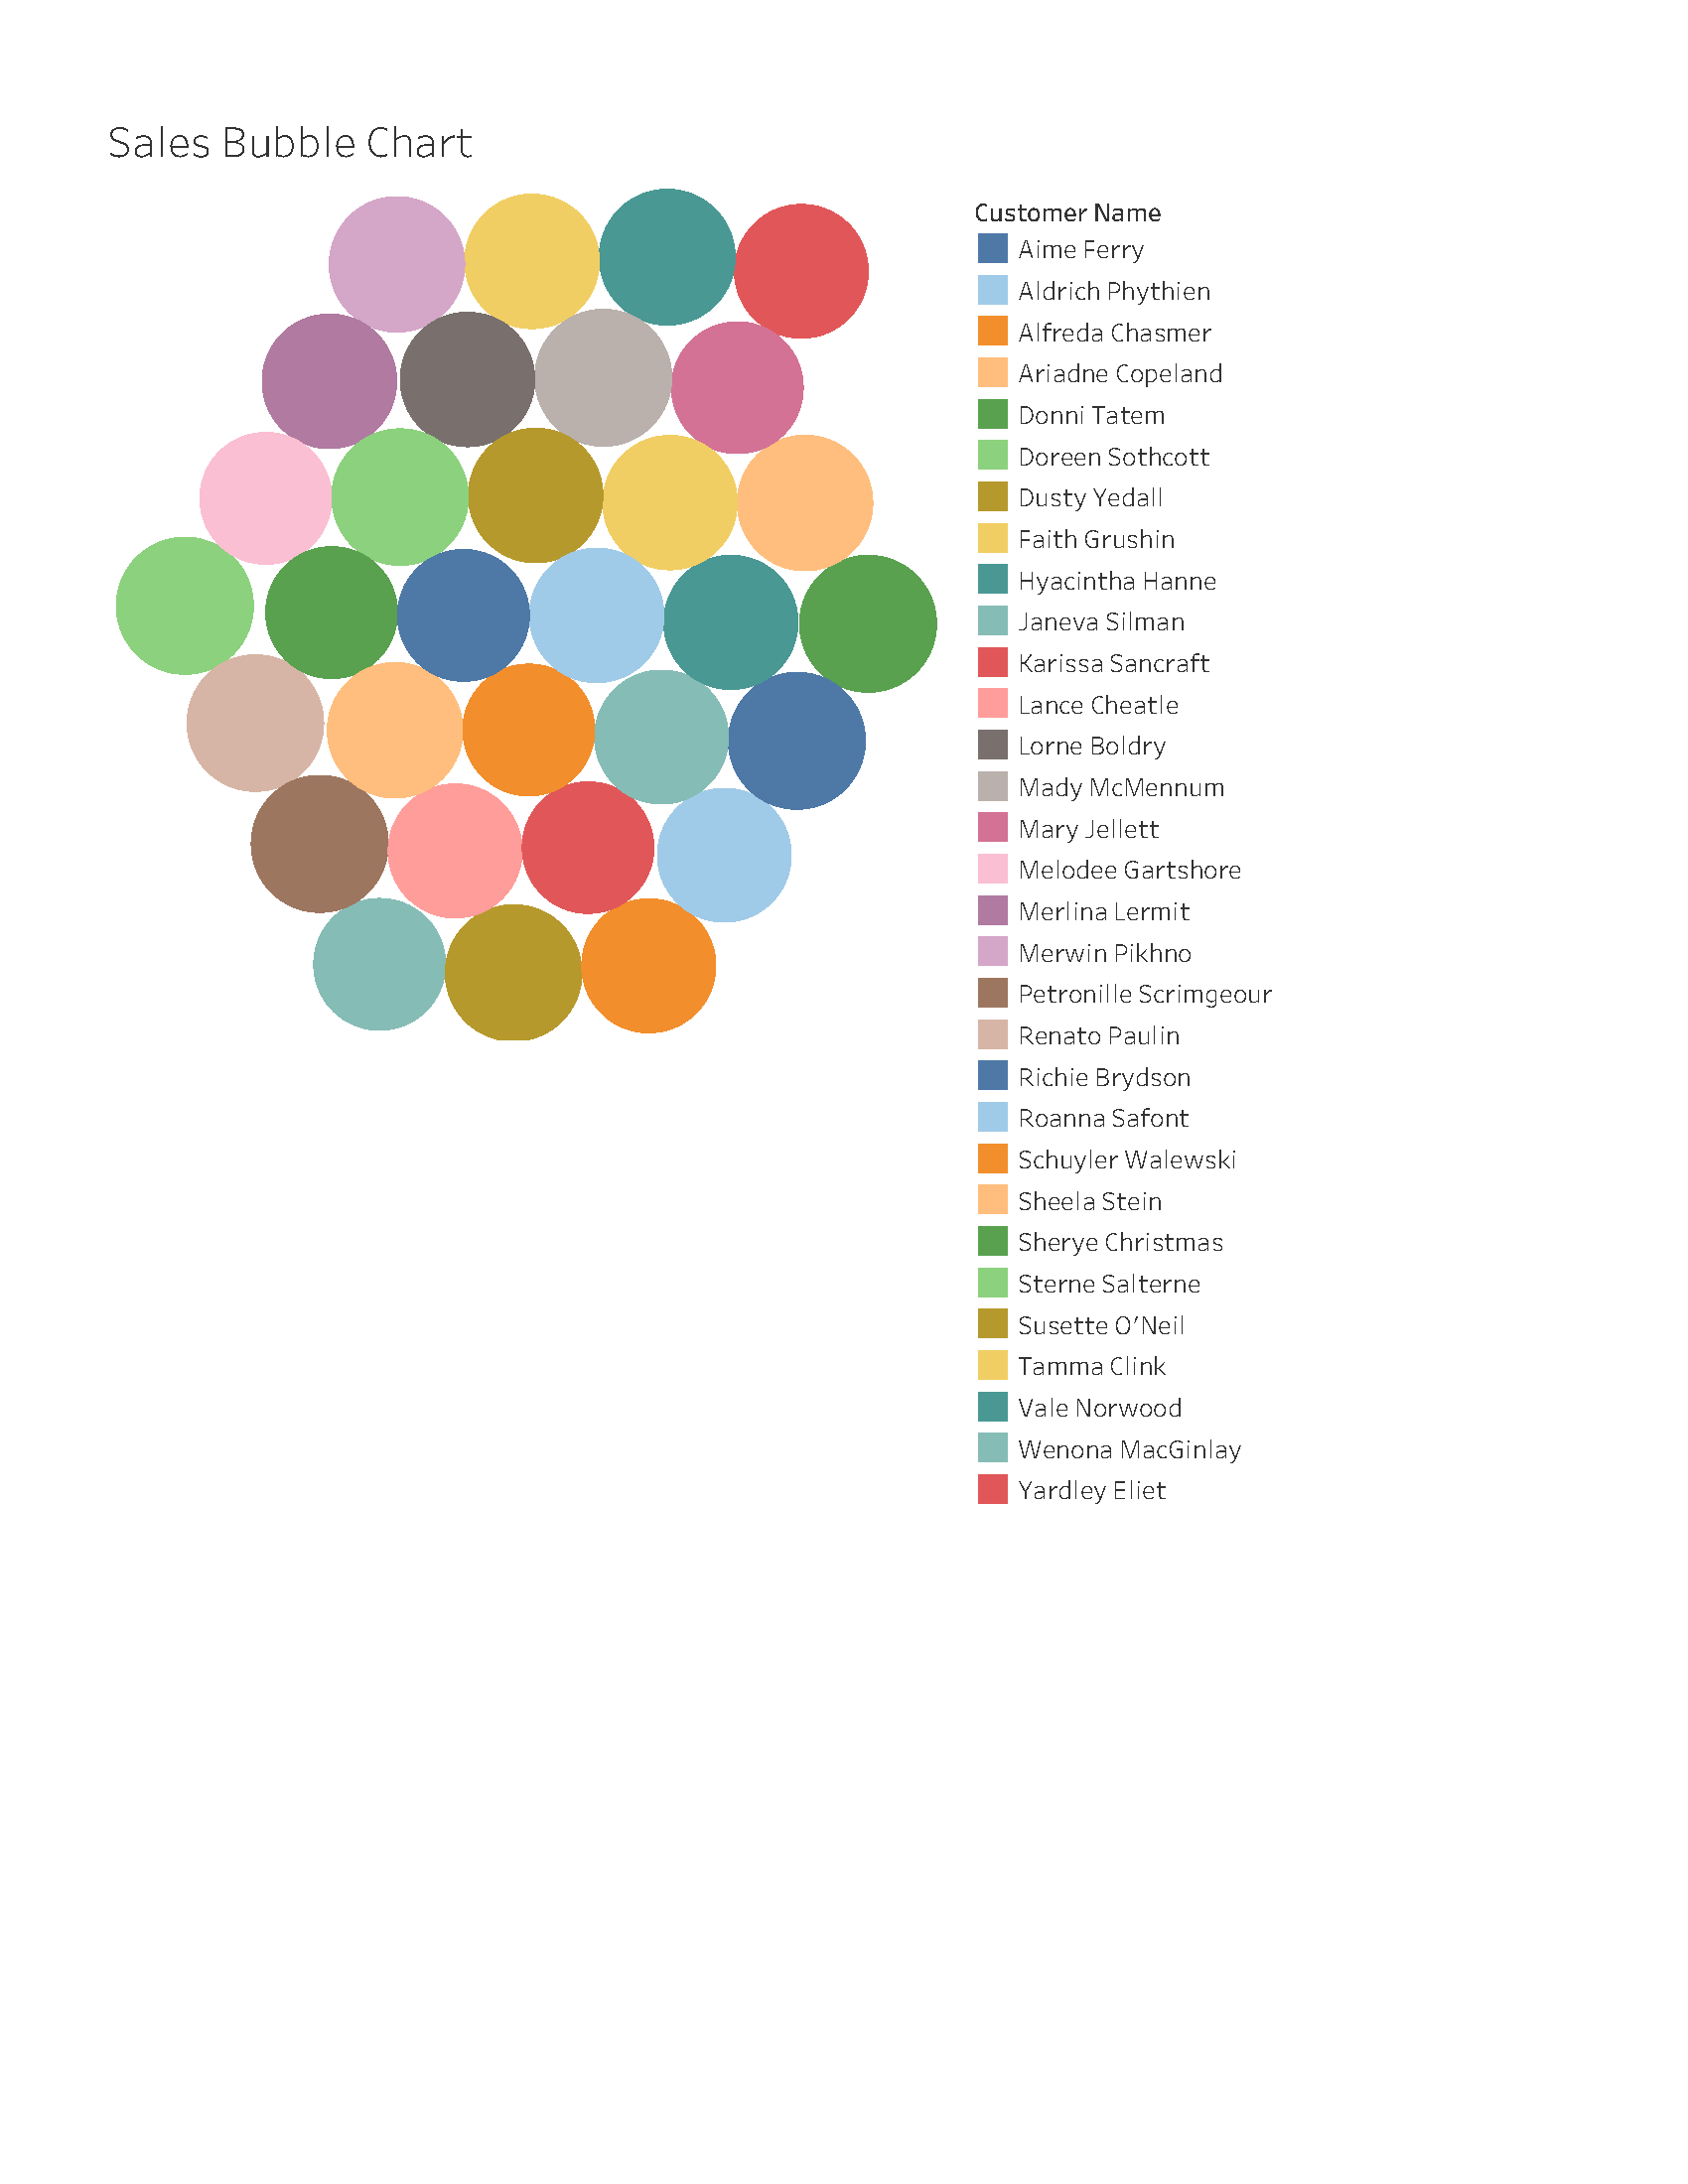 Sales Bubble Chart
Customer Name
Aime Ferry
Aldrich Phythien
Alfreda Chasmer
Ariadne Copeland
Donni Tatem
Doreen Sothcott
Dusty Yedall
Faith Grushin
Hyacintha Hanne
Janeva Silman
Karissa Sancraft
Lance Cheatle
Lorne Boldry
Mady McMennum
Mary Jellett
Melodee Gartshore
Merlina Lermit
Merwin Pikhno
Petronille Scrimgeour
Renato Paulin
Richie Brydson
Roanna Safont
Schuyler Walewski
Sheela Stein
Sherye Christmas
Sterne Salterne
Susette O’Neil
Tamma Clink
Vale Norwood
Wenona MacGinlay
Yardley Eliet